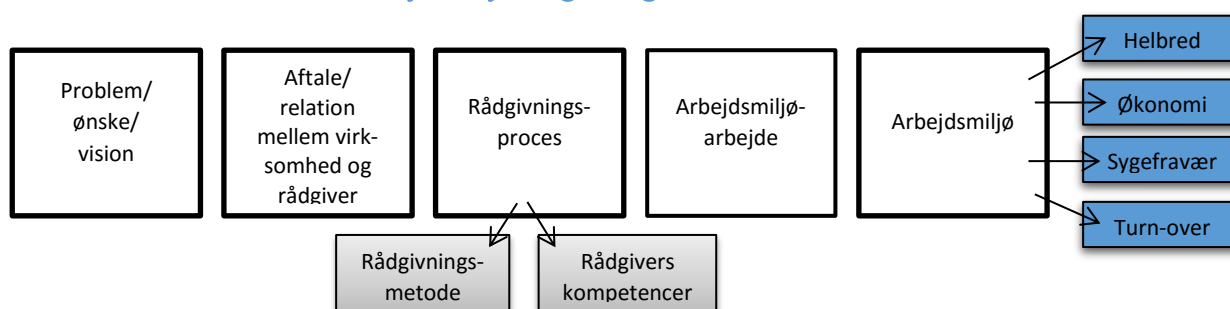 Problem/
ønske/
vision
Aftale/
relation
mellem virk-
somhed og
rådgiver
Rådgivnings-
proces
Arbejdsmiljø-
arbejde
Arbejdsmiljø
Helbred
Økonomi
Sygefravær
Turn-over
Rådgivnings-
metode
Rådgivers
kompetencer